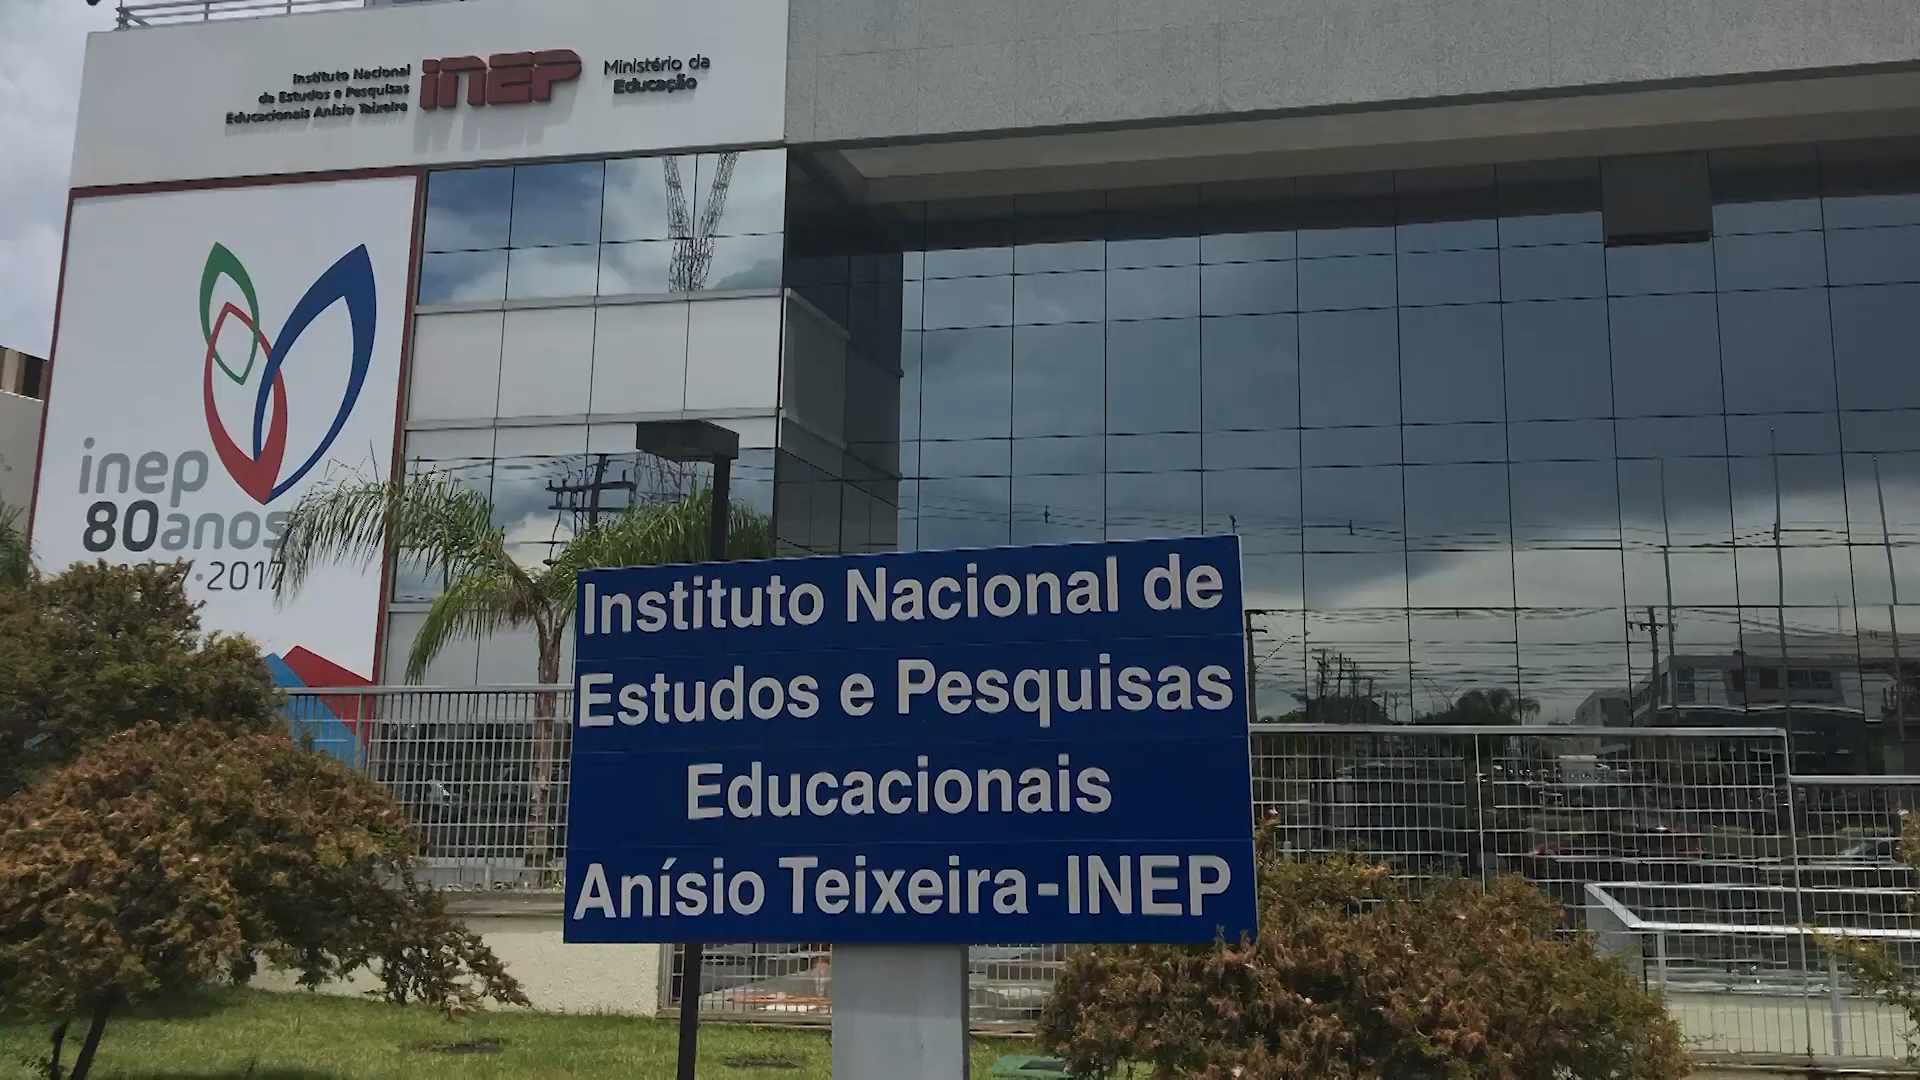 Instituto Nacional
de Estudos e Pesquisas
Educacionais Anísio Teixeira
inep
Ministério da
Educação
inep
80anos
2017
Instituto Nacional de
Estudos e Pesquisas
Educacionais
Anísio Teixeira-INEP